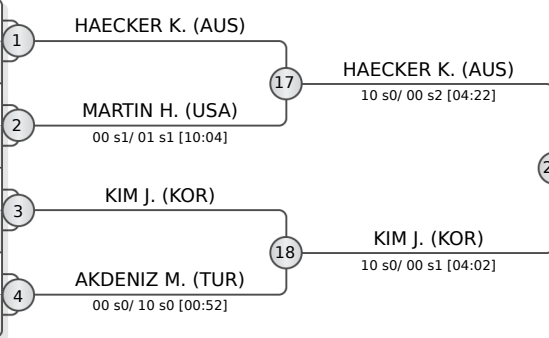 HAECKER K. (AUS)
1
17
HAECKER K. (AUS)
10 s0/ 00 s2 [04:22]
MARTIN H. (USA)
2
00 s1/ 01 s1 [10:04]
KIM J. (KOR)
3
18
KIM J. (KOR)
10 s0/ 00 s1 [04:02]
AKDENIZ M. (TUR)
4
00 s0/ 10 s0 [00:52]